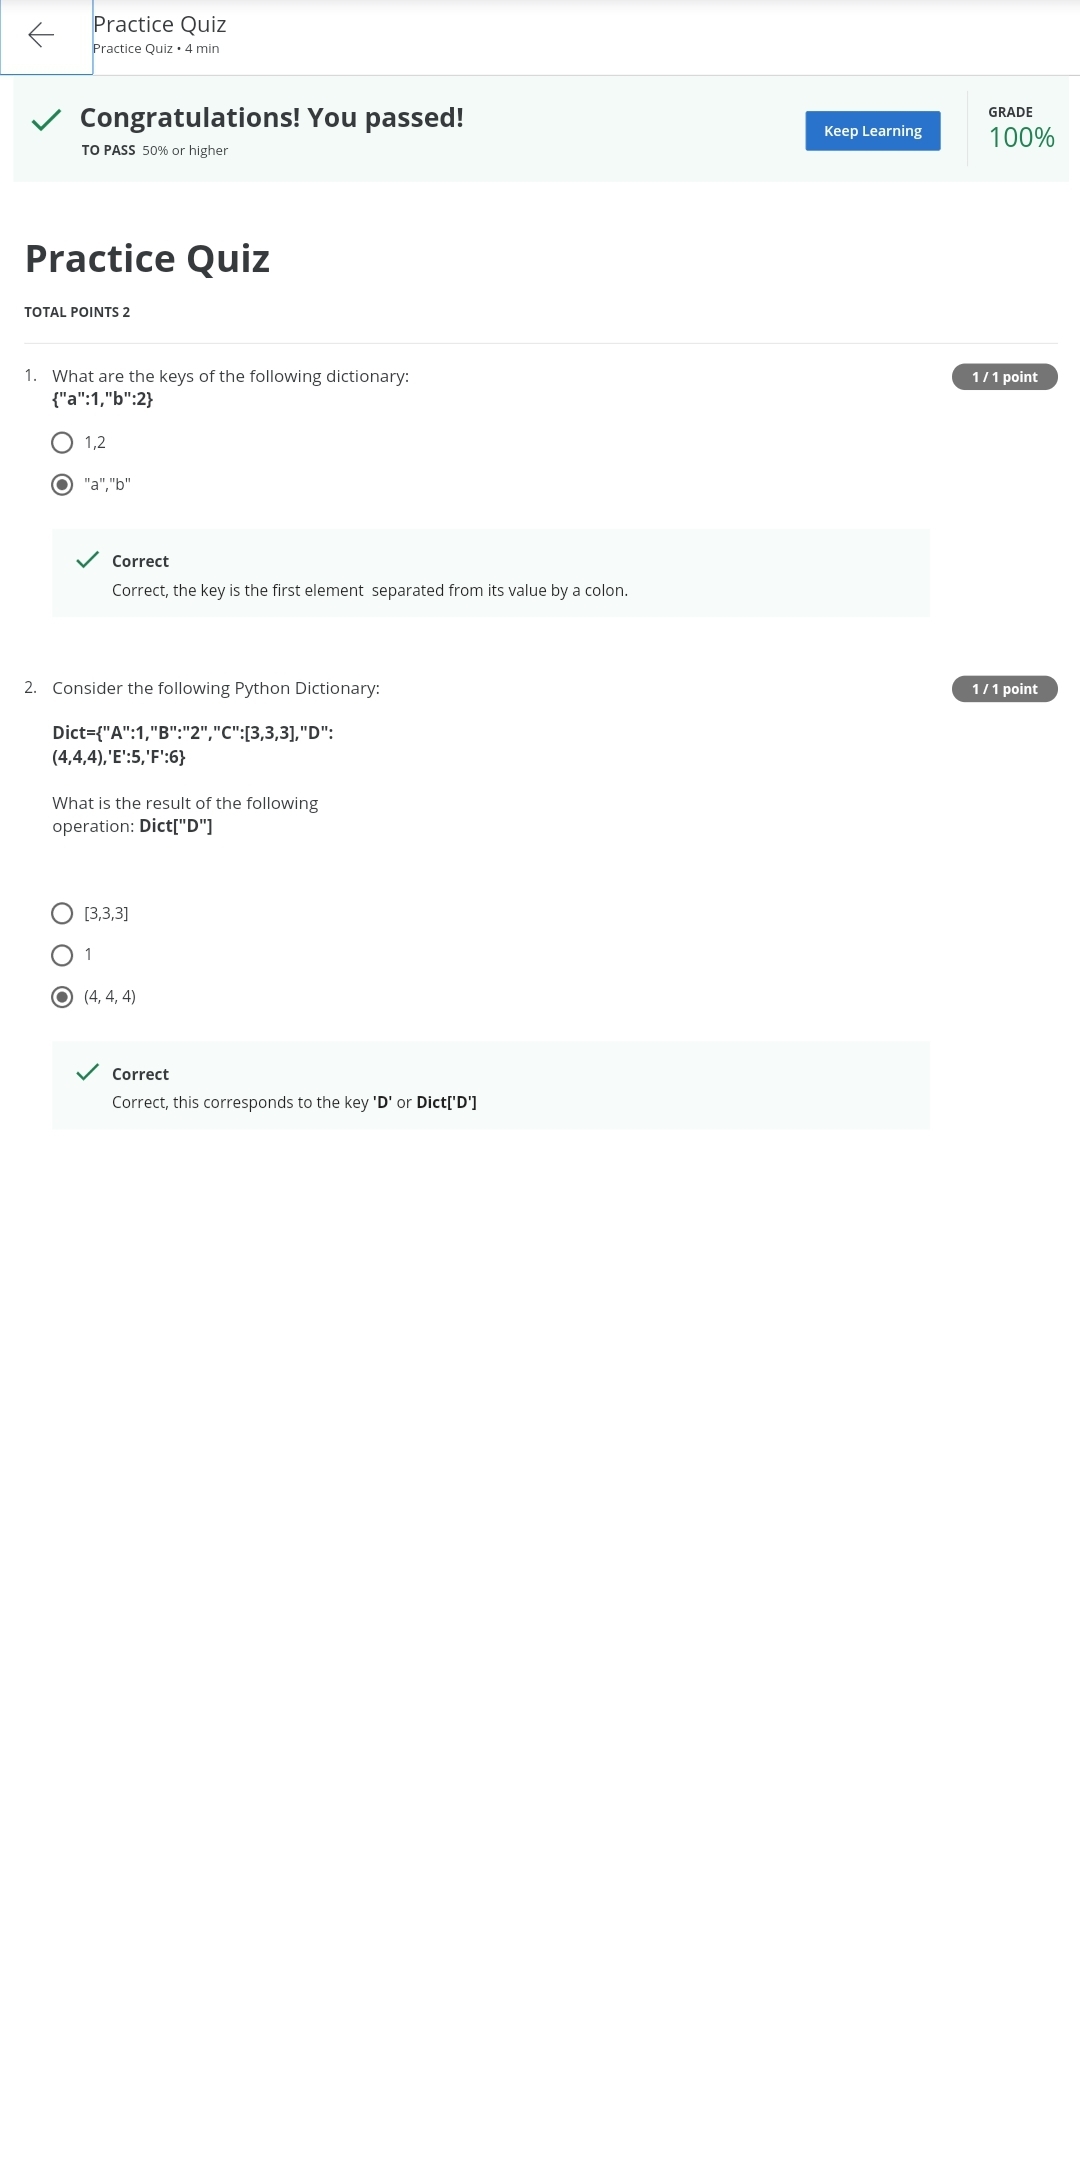 Practice Quiz
Practice Quiz • 4 min
Congratulations! You passed!
TO PASS 50% or higher
Keep Learning
GRADE
100%
Practice Quiz
TOTAL POINTS 2
1. What are the keys of the following dictionary:
{"a":1,"b":2}
1 / 1 point
1,2
"a","b"
Correct
Correct, the key is the first element  separated from its value by a colon.
2. Consider the following Python Dictionary:
1 / 1 point
Dict={"A":1,"B":"2","C":[3,3,3],"D":
(4,4,4),'E':5,'F':6}
What is the result of the following
operation: Dict["D"]
[3,3,3]
1
(4, 4, 4)
Correct
Correct, this corresponds to the key 'D' or Dict['D']